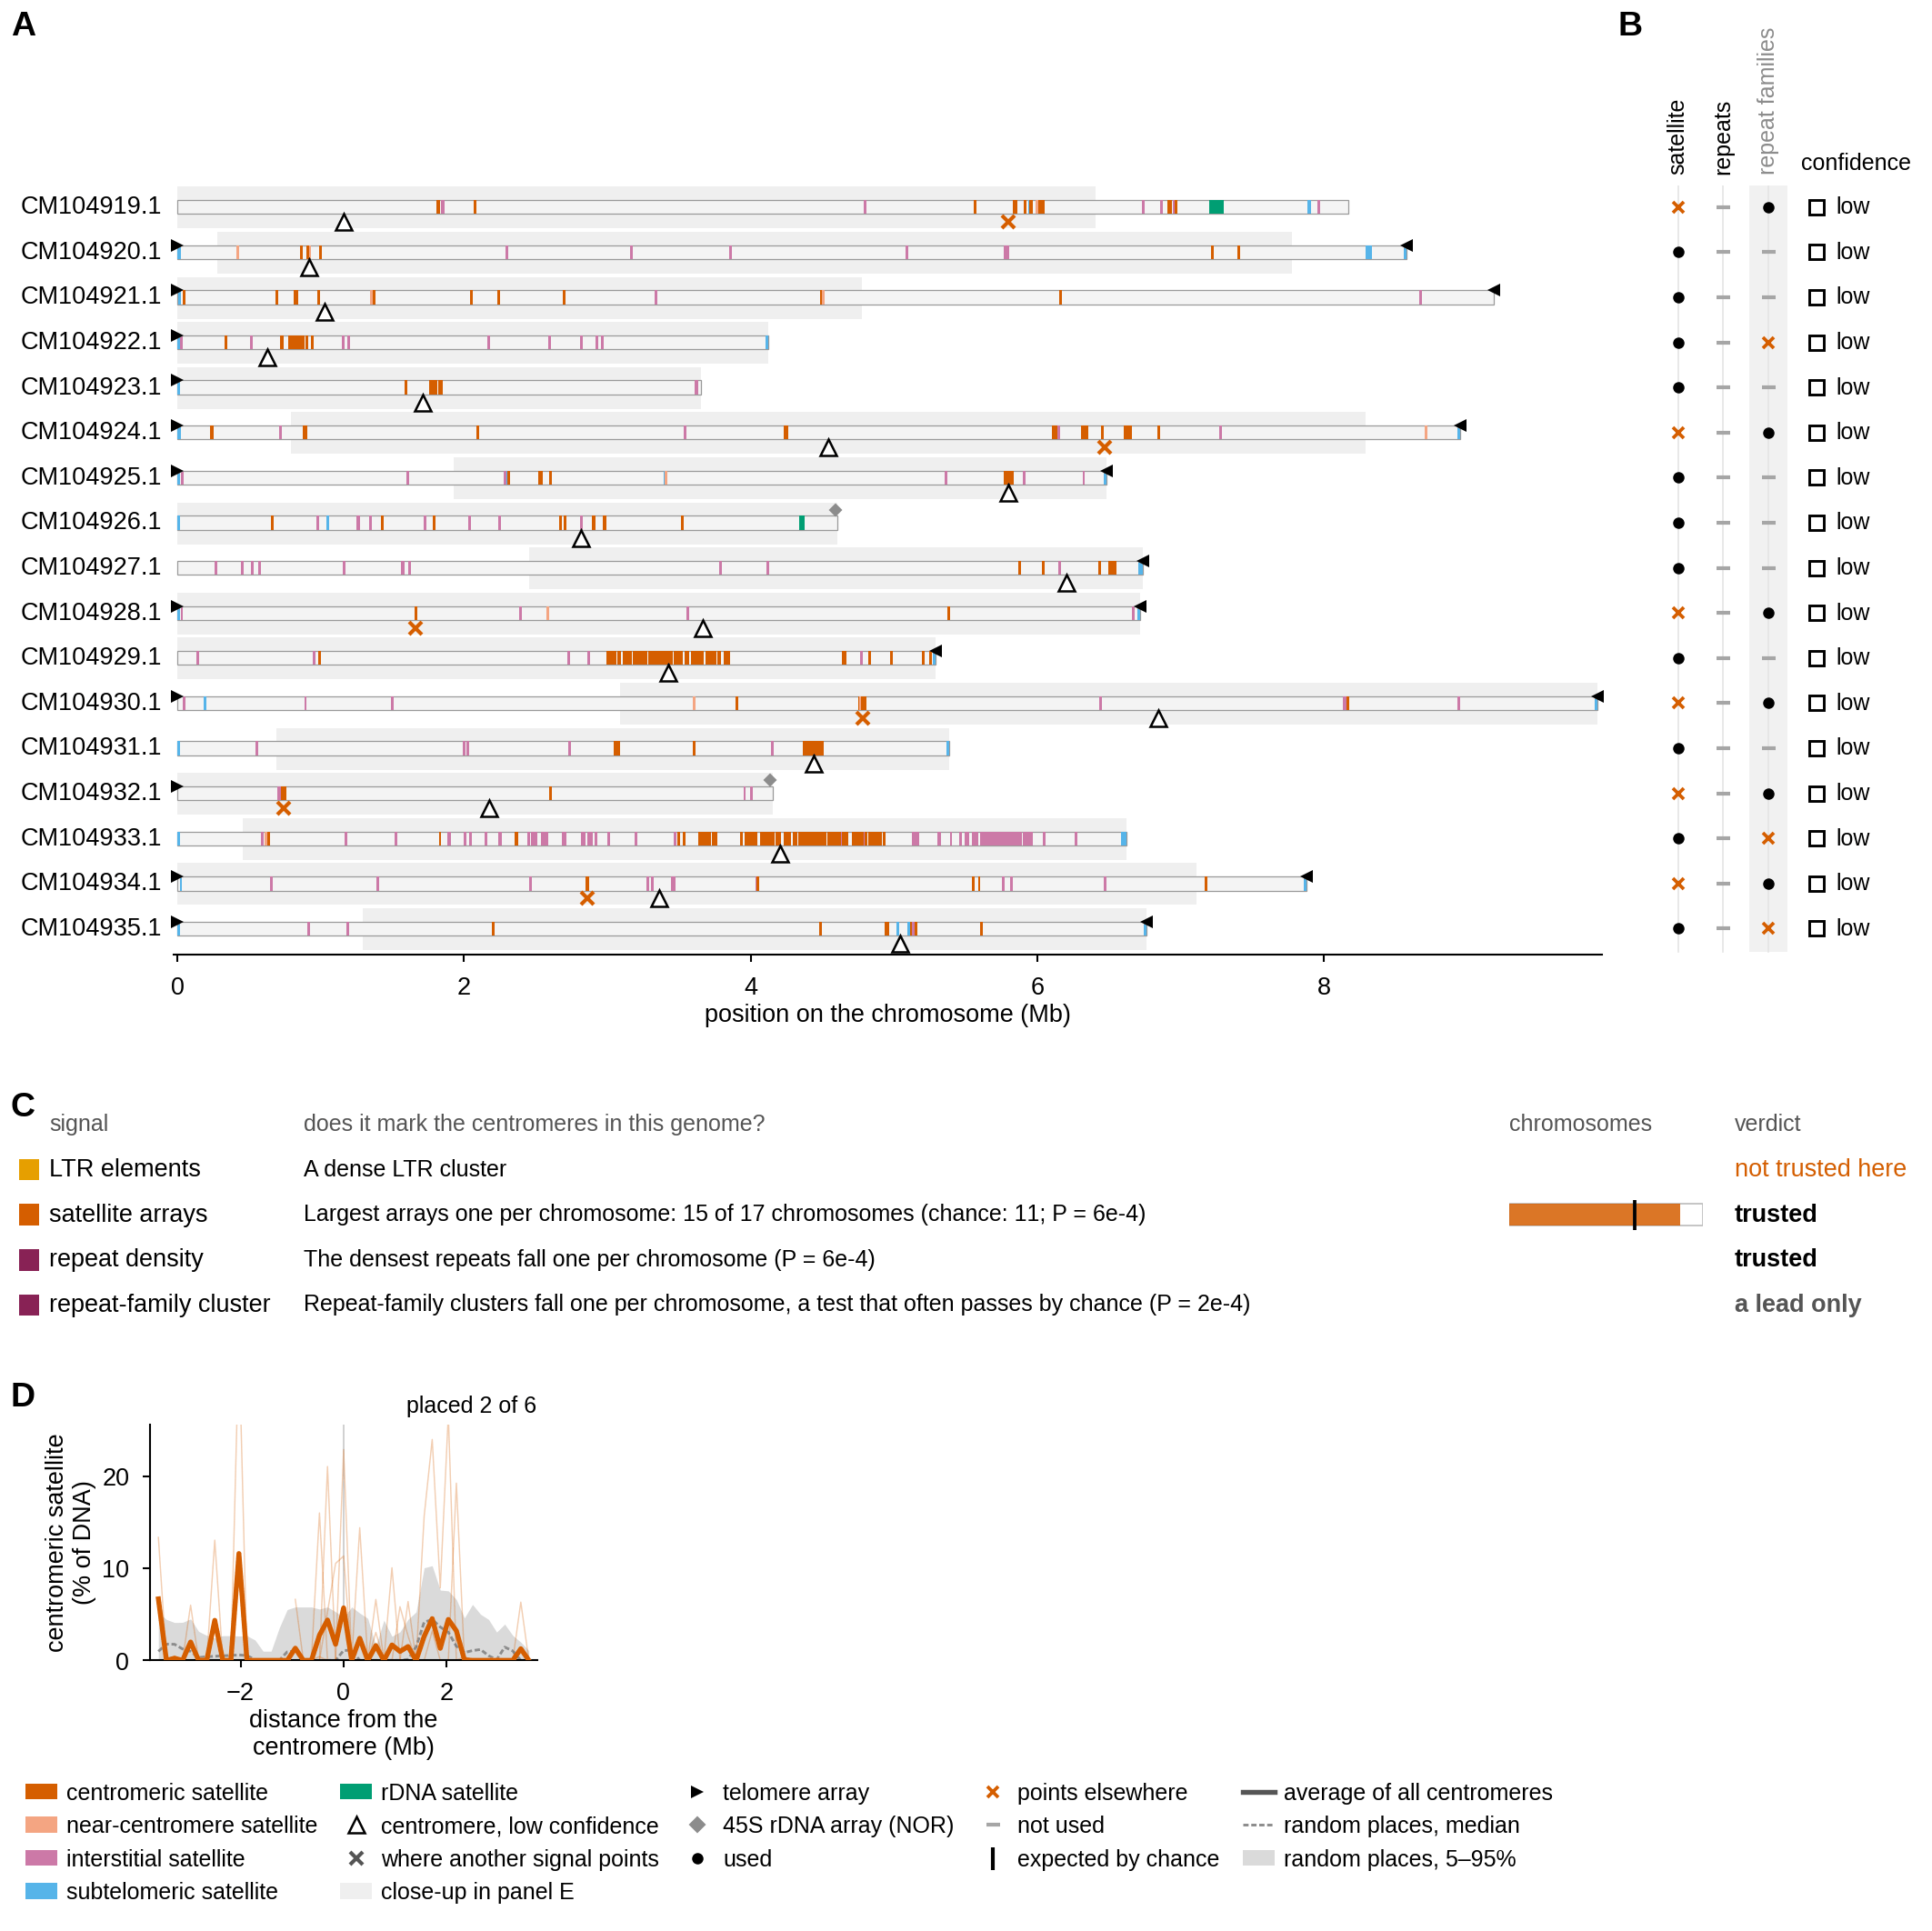 A
B
satellite
repeats
repeat families
confidence
CM104919.1
low
CM104920.1
low
CM104921.1
low
CM104922.1
low
CM104923.1
low
CM104924.1
low
CM104925.1
low
CM104926.1
low
CM104927.1
low
CM104928.1
low
CM104929.1
low
CM104930.1
low
CM104931.1
low
CM104932.1
low
CM104933.1
low
CM104934.1
low
CM104935.1
low
0 2 4 6 8
position on the chromosome (Mb)
C
signal does it mark the centromeres in this genome? chromosomes verdict
LTR elements A dense LTR cluster not trusted here
satellite arrays Largest arrays one per chromosome: 15 of 17 chromosomes (chance: 11; P = 6e-4) trusted
repeat density The densest repeats fall one per chromosome (P = 6e-4) trusted
repeat-family cluster Repeat-family clusters fall one per chromosome, a test that often passes by chance (P = 2e-4) a lead only
D
placed 2 of 6
centromeric satellite
(% of DNA)
20
10
0
−2 0 2
distance from the
centromere (Mb)
centromeric satellite rDNA satellite telomere array points elsewhere average of all centromeres
near-centromere satellite centromere, low confidence 45S rDNA array (NOR) not used random places, median
interstitial satellite where another signal points used expected by chance random places, 5–95%
subtelomeric satellite close-up in panel E